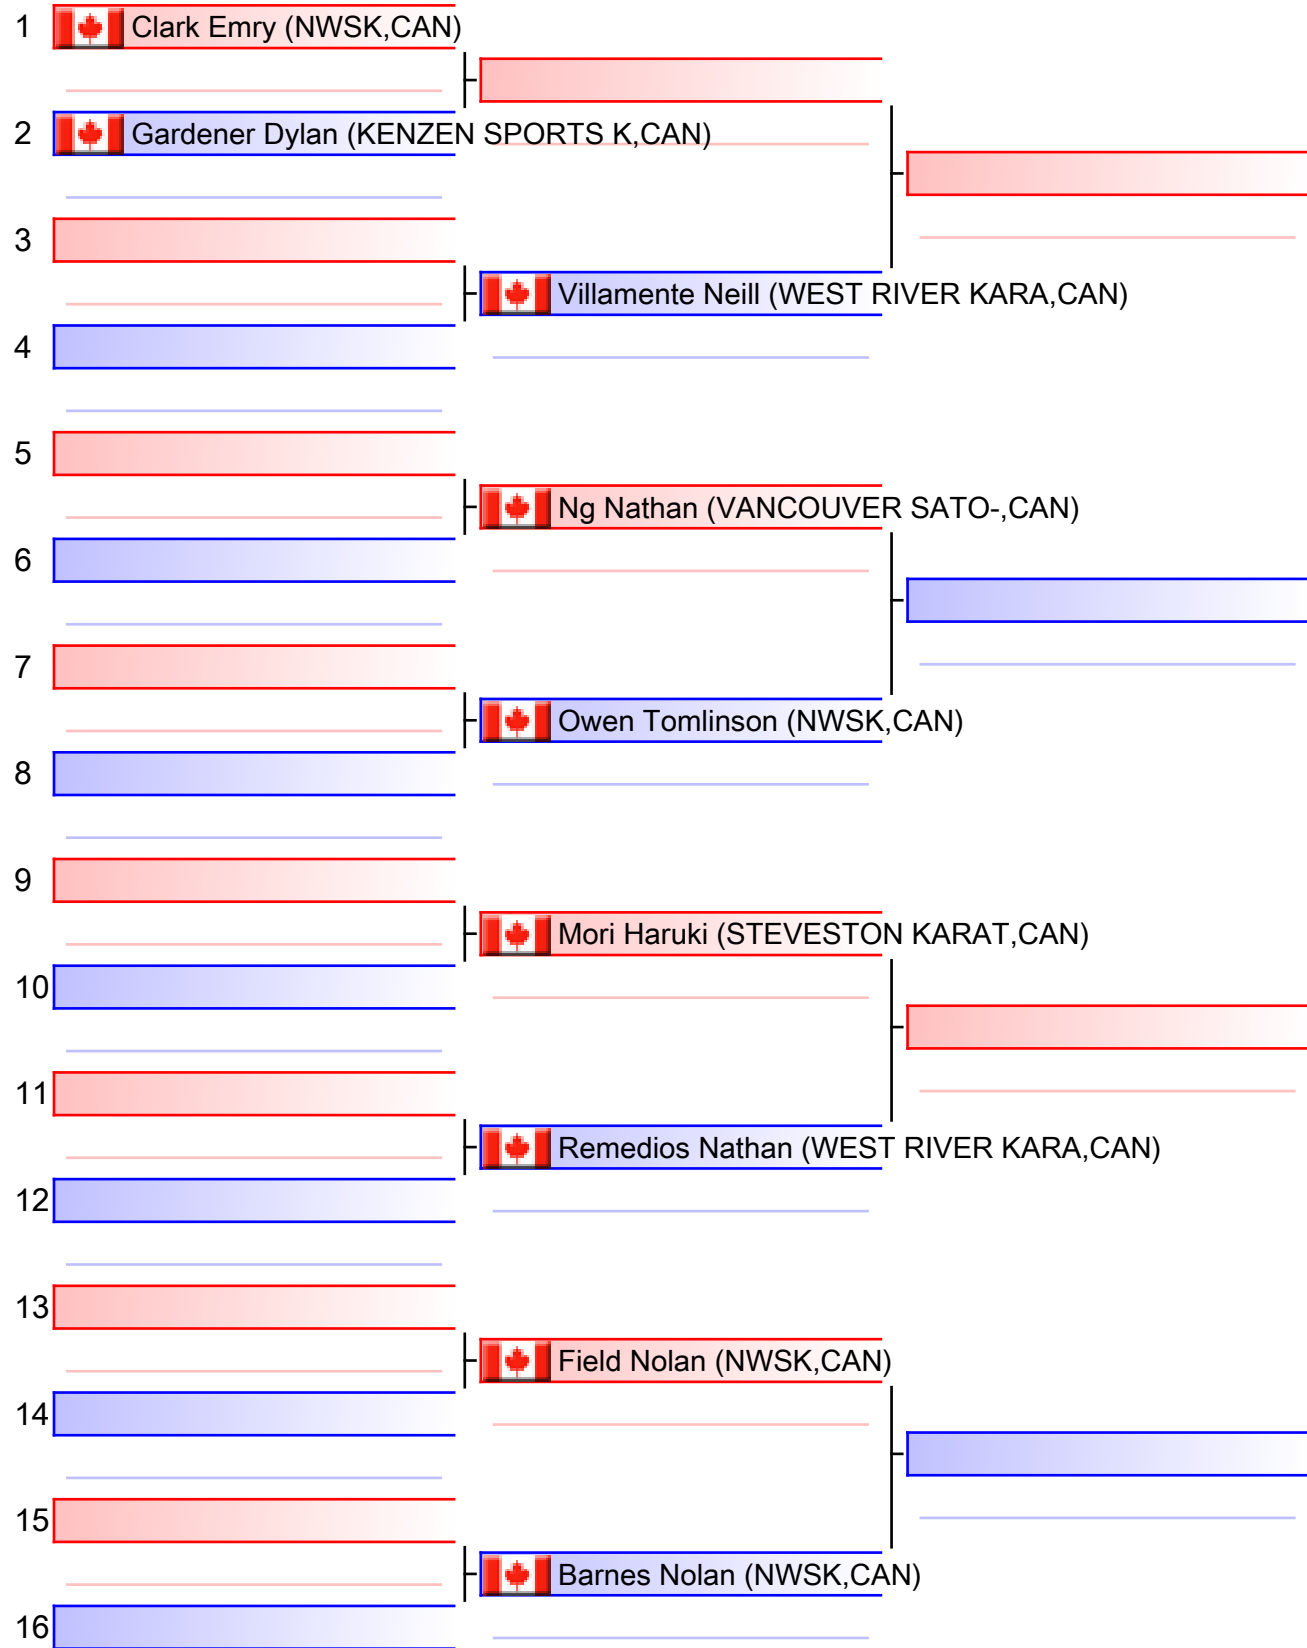 1 Clark Emry (NWSK,CAN)
2 Gardener Dylan (KENZEN SPORTS K,CAN)
3
Villamente Neill (WEST RIVER KARA,CAN)
4
5
Ng Nathan (VANCOUVER SATO-,CAN)
6
7
Owen Tomlinson (NWSK,CAN)
8
9
Mori Haruki (STEVESTON KARAT,CAN)
10
11
Remedios Nathan (WEST RIVER KARA,CAN)
12
13
Field Nolan (NWSK,CAN)
14
15
Barnes Nolan (NWSK,CAN)
16